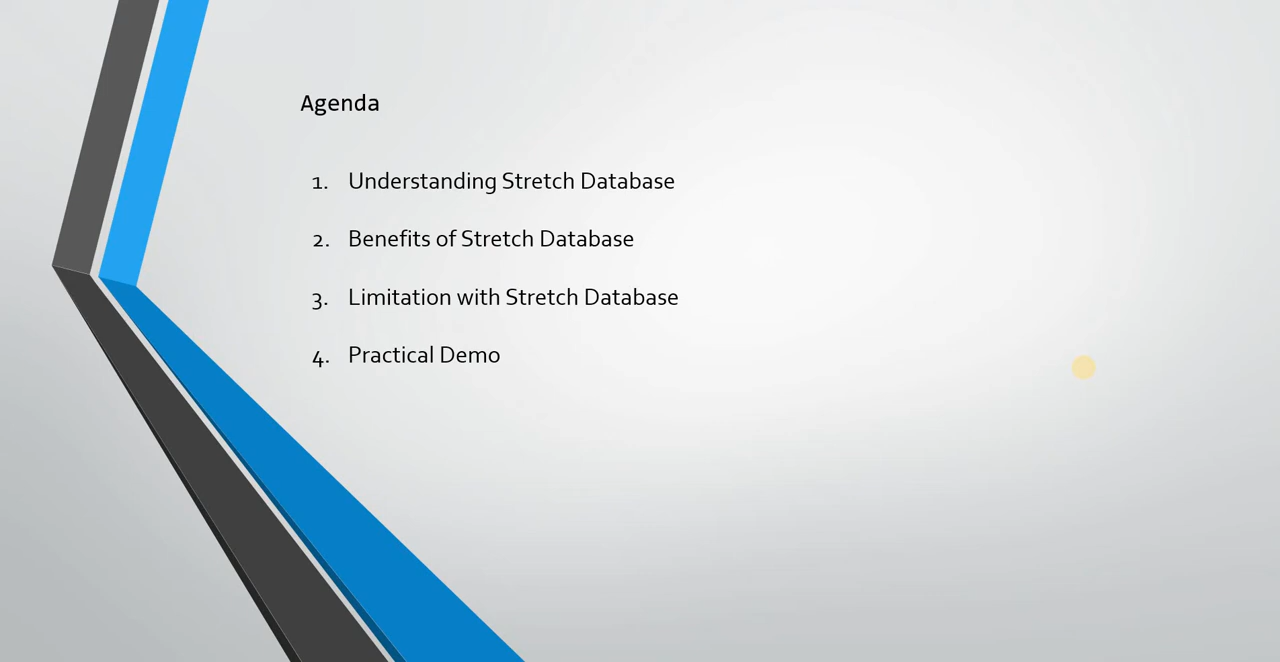 Agenda
1. Understanding Stretch Database
2. Benefits of Stretch Database
3. Limitation with Stretch Database
4. Practical Demo